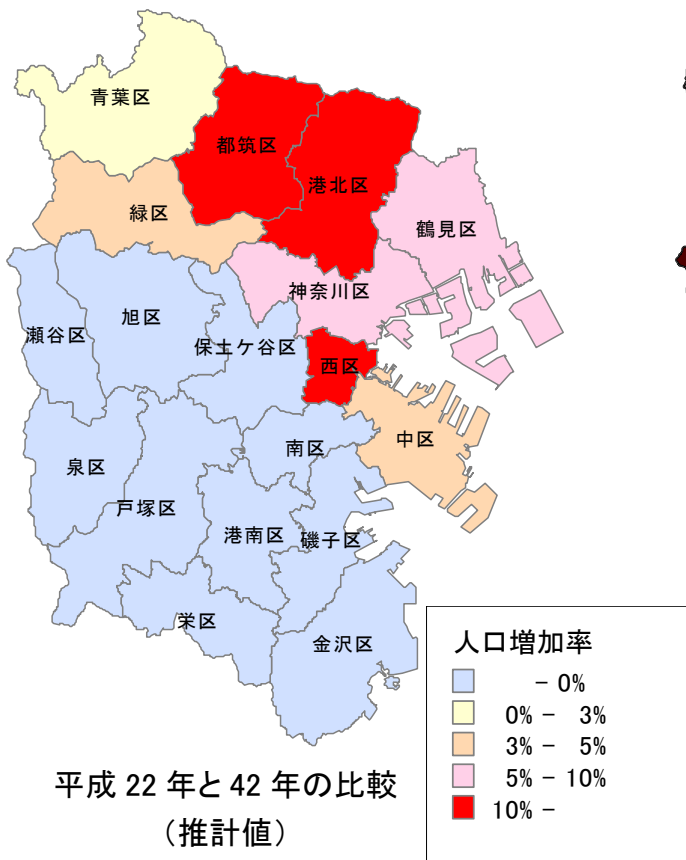 青葉区
都筑区
港北区
緑区
鶴見区
神奈川区
旭区
瀬谷区
保土ケ谷区
西区
中区
南区
泉区
戸塚区
港南区
磯子区
栄区
金沢区
人口増加率
− 0%
0% − 3%
3% − 5%
5% − 10%
10% −
平成 22 年と 42 年の比較
（推計値）